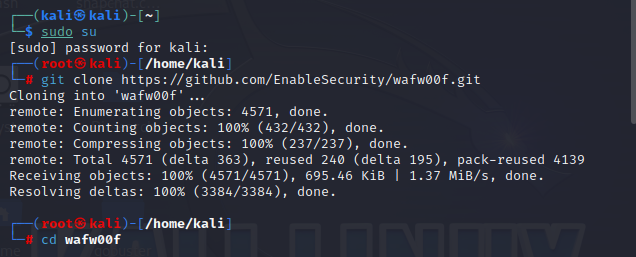 ┌──(kali㉿kali)-[~]
└─$ sudo su
[sudo] password for kali:
┌──(root㉿kali)-[/home/kali]
└─# git clone https://github.com/EnableSecurity/wafw00f.git
Cloning into 'wafw00f'...
remote: Enumerating objects: 4571, done.
remote: Counting objects: 100% (432/432), done.
remote: Compressing objects: 100% (237/237), done.
remote: Total 4571 (delta 363), reused 240 (delta 195), pack-reused 4139
Receiving objects: 100% (4571/4571), 695.46 KiB | 1.37 MiB/s, done.
Resolving deltas: 100% (3384/3384), done.
┌──(root㉿kali)-[/home/kali]
└─# cd wafw00f